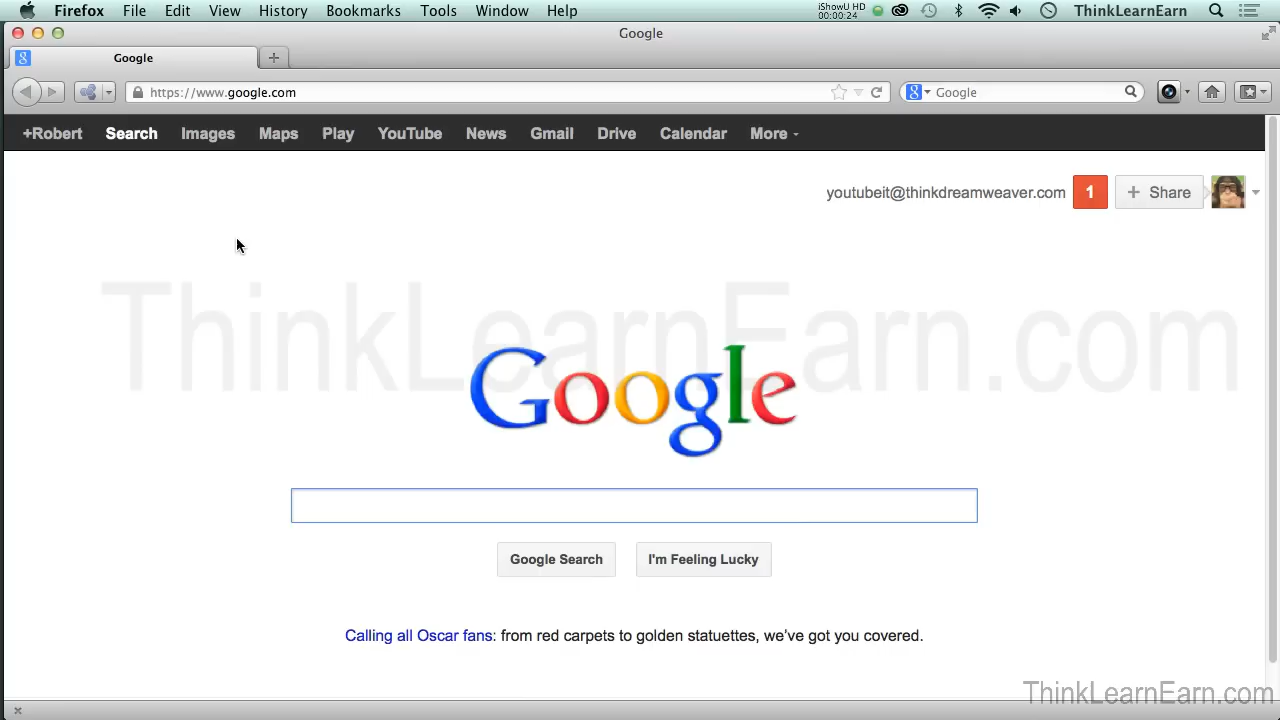 Firefox File Edit View History Bookmarks Tools Window Help iShowU HD 00:00:24 ThinkLearnEarn
Google
Google
https://www.google.com Google
+Robert Search Images Maps Play YouTube News Gmail Drive Calendar More
youtubeit@thinkdreamweaver.com 1 + Share
ThinkLearnEarn.com
Google
Google Search I'm Feeling Lucky
Calling all Oscar fans: from red carpets to golden statuettes, we've got you covered.
ThinkLearnEarn.com